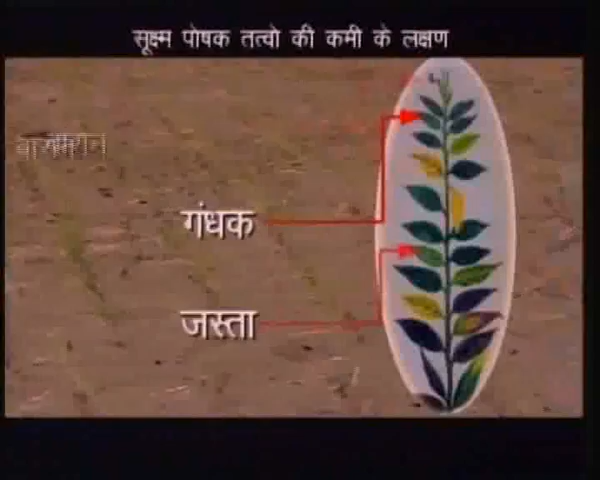 सूक्ष्म पोषक तत्वो की कमी के लक्षण
गंधक
जस्ता